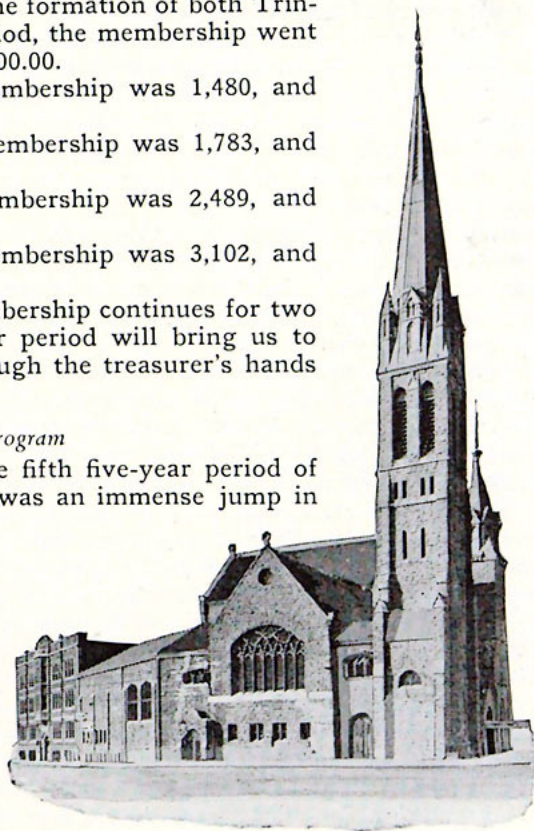 ne formation of both Trin-
od, the membership went
00.00.
mbership was 1,480, and
embership was 1,783, and
mbership was 2,489, and
mbership was 3,102, and
bership continues for two
r period will bring us to
ugh the treasurer's hands
rogram
e fifth five-year period of
was an immense jump in